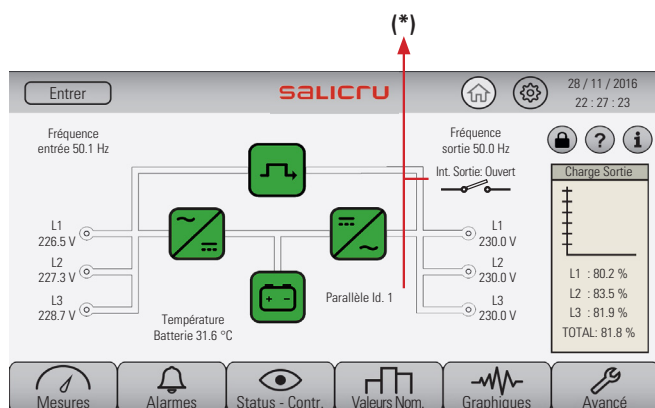 (*)
Entrer
salicru
28 / 11 / 2016
22 : 27 : 23
Fréquence
entrée 50.1 Hz
Fréquence
sortie 50.0 Hz
Int. Sortie: Ouvert
? i
Charge Sortie
L1
226.5 V
L2
227.3 V
L3
228.7 V
L1
230.0 V
L2
230.0 V
L3
230.0 V
+ -
Parallèle Id. 1
Température
Batterie 31.6 °C
L1 : 80.2 %
L2 : 83.5 %
L3 : 81.9 %
TOTAL: 81.8 %
Mesures
Alarmes
Status - Contr.
Valeurs Nom.
Graphiques
Avancé